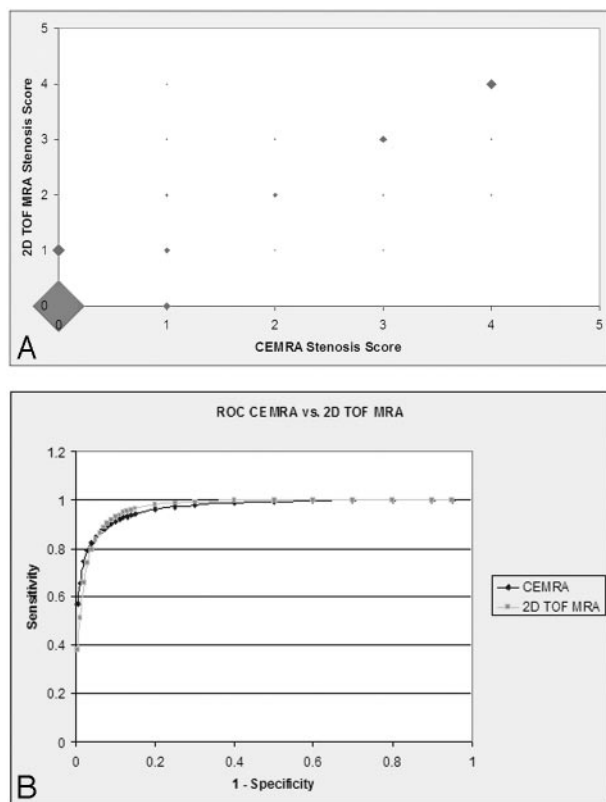 5
4
3
2
1
0
2D TOF MRA Stenosis Score
0 1 2 3 4 5
CEMRA Stenosis Score
A
ROC CEMRA vs. 2D TOF MRA
1.2
1
0.8
0.6
0.4
0.2
0
Sensitivity
0 0.2 0.4 0.6 0.8 1
1 - Specificity
CEMRA
2D TOF MRA
B